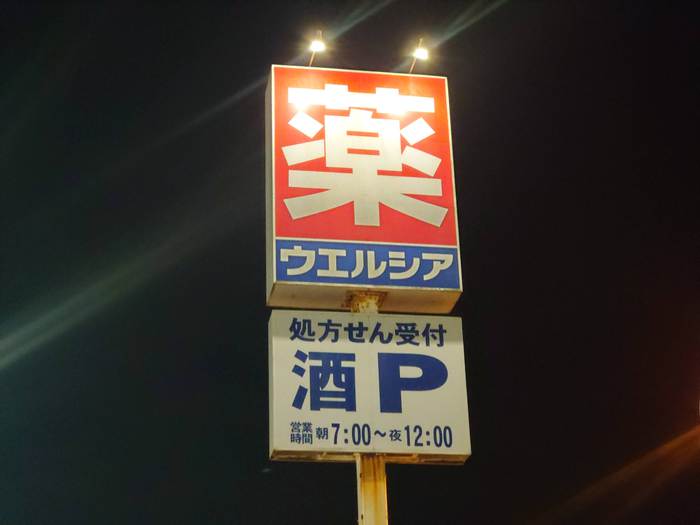 薬
ウエルシア
処方せん受付
酒 P
営業時間 朝7:00～夜12:00